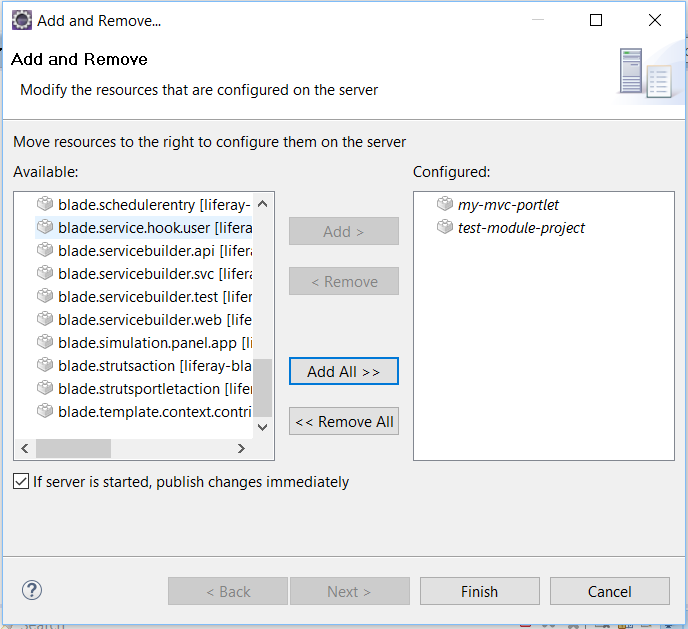 Add and Remove...
Add and Remove
Modify the resources that are configured on the server
Move resources to the right to configure them on the server
Available:
Configured:
blade.schedulerentry [liferay-
blade.service.hook.user [lifera
blade.servicebuilder.api [lifera
blade.servicebuilder.svc [lifera
blade.servicebuilder.test [lifera
blade.servicebuilder.web [life
blade.simulation.panel.app [li
blade.strutsaction [liferay-bla
blade.strutsportletaction [lifer
blade.template.context.contri
Add >
< Remove
Add All >>
<< Remove All
my-mvc-portlet
test-module-project
If server is started, publish changes immediately
?
< Back
Next >
Finish
Cancel
Search